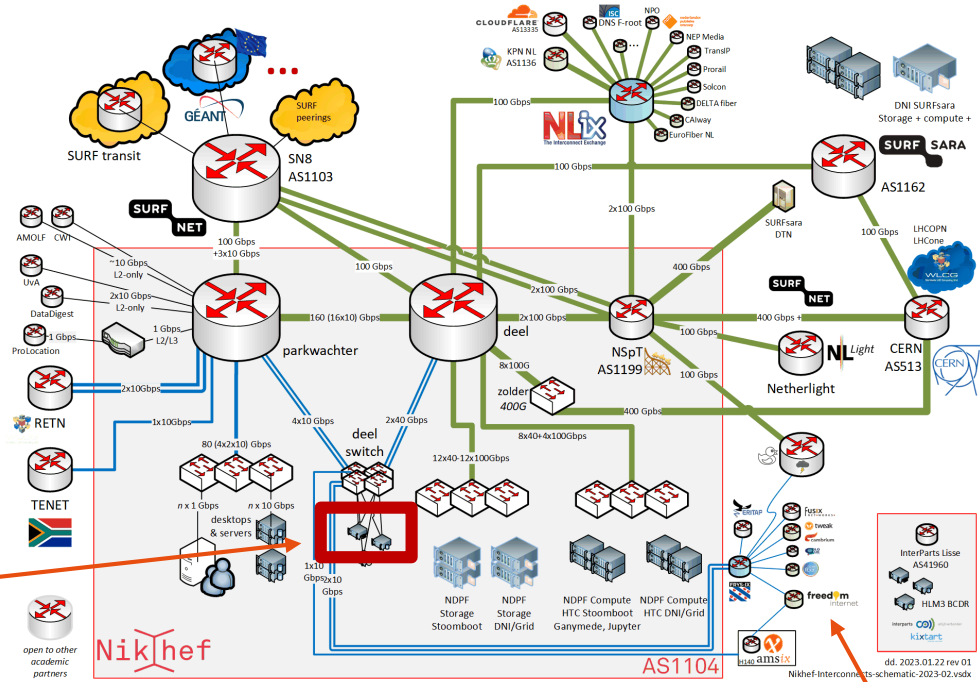 CLOUDFLARE
AS13335
ISC
DNS F-root
NPO
NEP Media
TransIP
Prorail
Solcon
DELTA fiber
CAIway
EuroFiber NL
KPN NL
AS1136
...
NLix
The Interconnect Exchange
100 Gbps
GÉANT
SURF
peerings
SURF transit
SN8
AS1103
SURF
NET
DNI SURFsara
Storage + compute +
SURF SARA
AS1162
100 Gbps
2x100 Gbps
SURFsara
DTN
100 Gbps
LHCOPN
LHCone
WLCG
AMOLF
CWI
UvA
DataDigest
ProLocation
100 Gbps
+3x10 Gbps
~10 Gbps
L2-only
2x10 Gbps
L2-only
1 Gbps
1 Gbps,
L2/L3
100 Gbps
2x100 Gbps
400 Gbps
SURF
NET
160 (16x10) Gbps
deel
2x100 Gbps
NSpT
AS1199
400 Gbps +
100 Gbps
NL Light
Netherlight
CERN
AS513
CERN
parkwachter
100 Gbps
8x100G
zolder
400G
400 Gbps
RETN
2x10Gbps
1x10Gbps
TENET
80 (4x2x10) Gbps
4x10 Gbps
2x40 Gbps
deel
switch
8x40+4x100Gbps
12x40-12x100Gbps
n x 1 Gbps
n x 10 Gbps
desktops
& servers
1x10
Gbps
2x10
Gbps
NDPF
Storage
Stoomboot
NDPF
Storage
DNI/Grid
NDPF Compute
HTC Stoomboot
Ganymede, Jupyter
NDPF Compute
HTC DNI/Grid
ERITAP
Fusix
tweak
cambrium
FRYS-IX
freedom
internet
H140
amsix
InterParts Lisse
AS41960
HLM3 BCDR
interparts
kixtart
open to other
academic
partners
Nikhef
AS1104
dd. 2023.01.22 rev 01
Nikhef-Interconnects-schematic-2023-02.vsdx